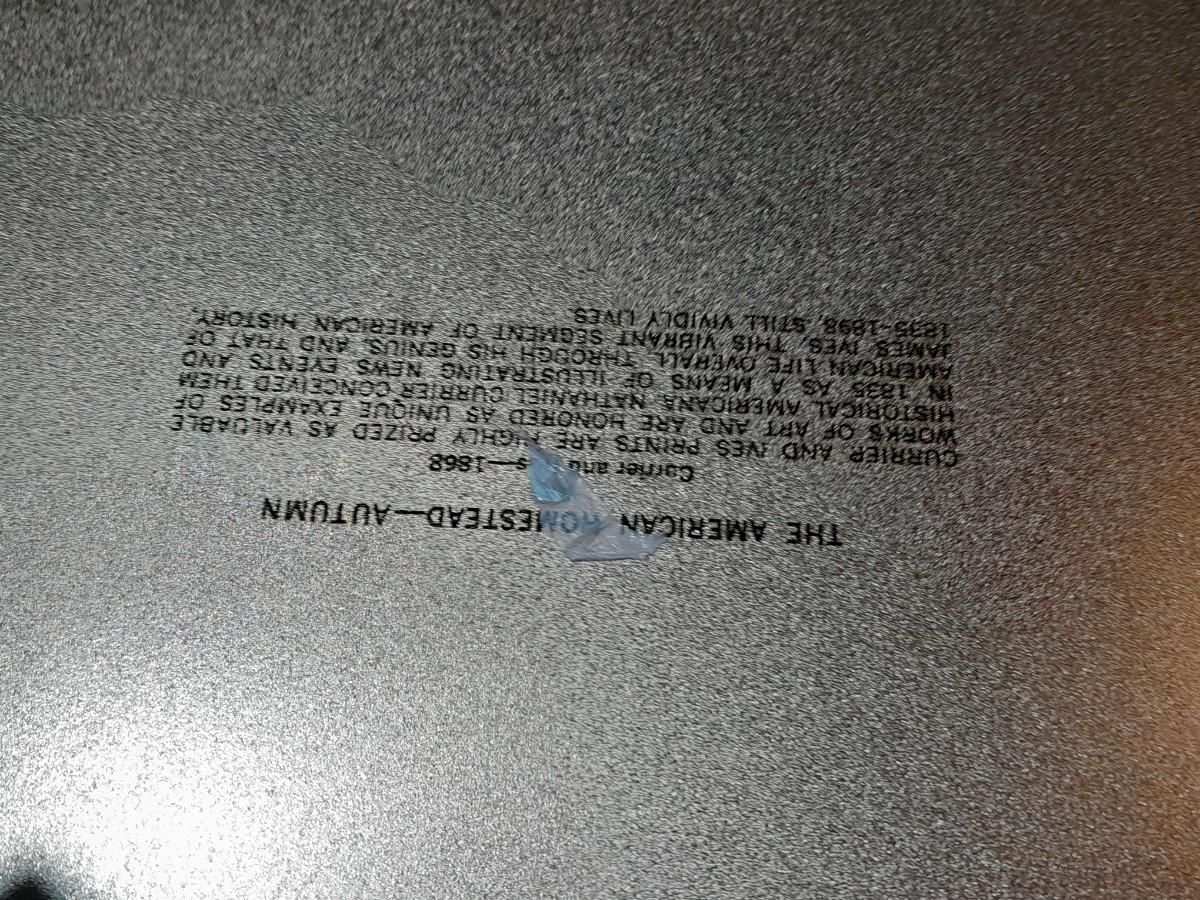 THE AMERICAN HOMESTEAD—AUTUMN
Currier and Ives—1868
CURRIER AND IVES PRINTS ARE HIGHLY PRIZED AS VALUABLE
WORKS OF ART AND ARE HONORED AS UNIQUE EXAMPLES OF
HISTORICAL AMERICANA. NATHANIEL CURRIER CONCEIVED THEM
IN 1835, AS A MEANS OF ILLUSTRATING NEWS EVENTS AND
AMERICAN LIFE OVERALL. THROUGH HIS GENIUS, AND THAT OF
JAMES IVES, THIS VIBRANT SEGMENT OF AMERICAN HISTORY,
1835-1898, STILL VIVIDLY LIVES.